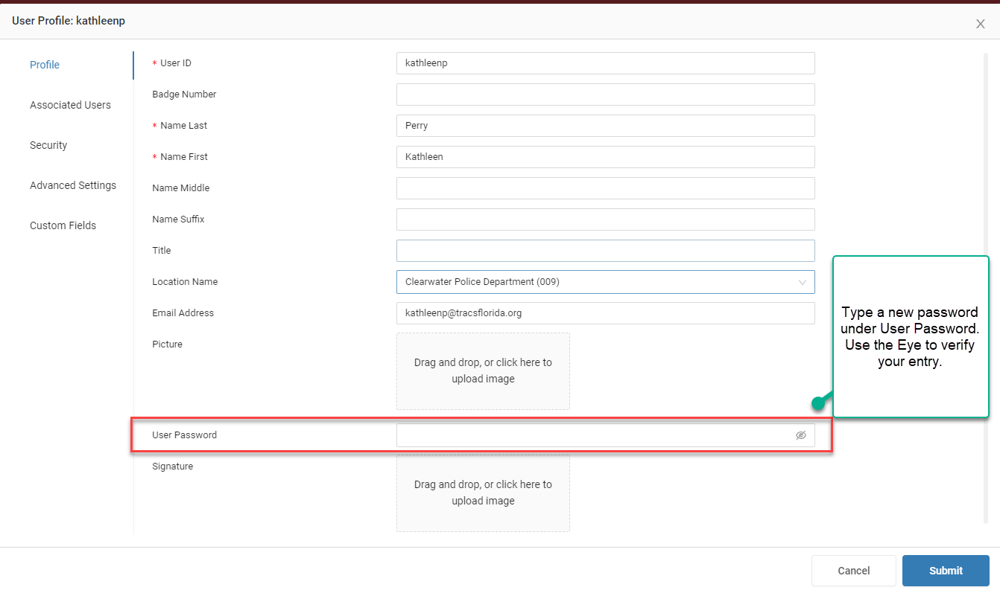 User Profile: kathleenp
X
Profile
Associated Users
Security
Advanced Settings
Custom Fields
* User ID
kathleenp
Badge Number
* Name Last
Perry
* Name First
Kathleen
Name Middle
Name Suffix
Title
Location Name
Clearwater Police Department (009)
Email Address
kathleenp@tracsflorida.org
Picture
Drag and drop, or click here to
upload image
Type a new password
under User Password.
Use the Eye to verify
your entry.
User Password
Signature
Drag and drop, or click here to
upload image
Cancel
Submit